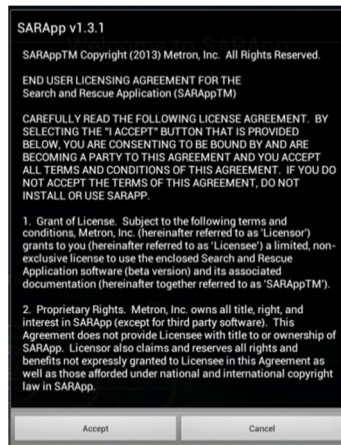 SARApp v1.3.1
SARAppTM Copyright (2013) Metron, Inc. All Rights Reserved.
END USER LICENSING AGREEMENT FOR THE
Search and Rescue Application (SARAppTM)
CAREFULLY READ THE FOLLOWING LICENSE AGREEMENT. BY
SELECTING THE "I ACCEPT" BUTTON THAT IS PROVIDED
BELOW, YOU ARE CONSENTING TO BE BOUND BY AND ARE
BECOMING A PARTY TO THIS AGREEMENT AND YOU ACCEPT
ALL TERMS AND CONDITIONS OF THIS AGREEMENT. IF YOU DO
NOT ACCEPT THE TERMS OF THIS AGREEMENT, DO NOT
INSTALL OR USE SARAPP.
1. Grant of License. Subject to the following terms and
conditions, Metron, Inc. (hereinafter referred to as 'Licensor')
grants to you (hereinafter referred to as 'Licensee') a limited, non-
exclusive license to use the enclosed Search and Rescue
Application software (beta version) and its associated
documentation (hereinafter together referred to as 'SARAppTM').
2. Proprietary Rights. Metron, Inc. owns all title, right, and
interest in SARApp (except for third party software). This
Agreement does not provide Licensee with title to or ownership of
SARApp. Licensor also claims and reserves all rights and
benefits not expressly granted to Licensee in this Agreement as
well as those afforded under national and international copyright
law in SARApp.
Accept Cancel